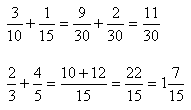 3/10 + 1/15 = 9/30 + 2/30 = 11/30
2/3 + 4/5 = (10+12)/15 = 22/15 = 1 7/15